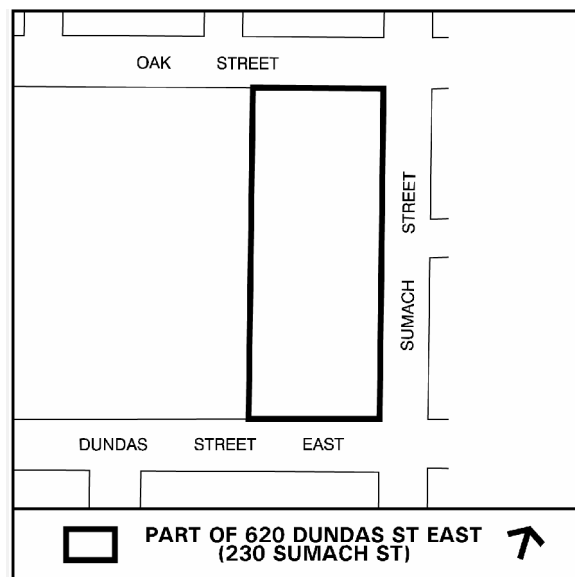 OAK STREET
SUMACH STREET
DUNDAS STREET EAST
PART OF 620 DUNDAS ST EAST
(230 SUMACH ST)